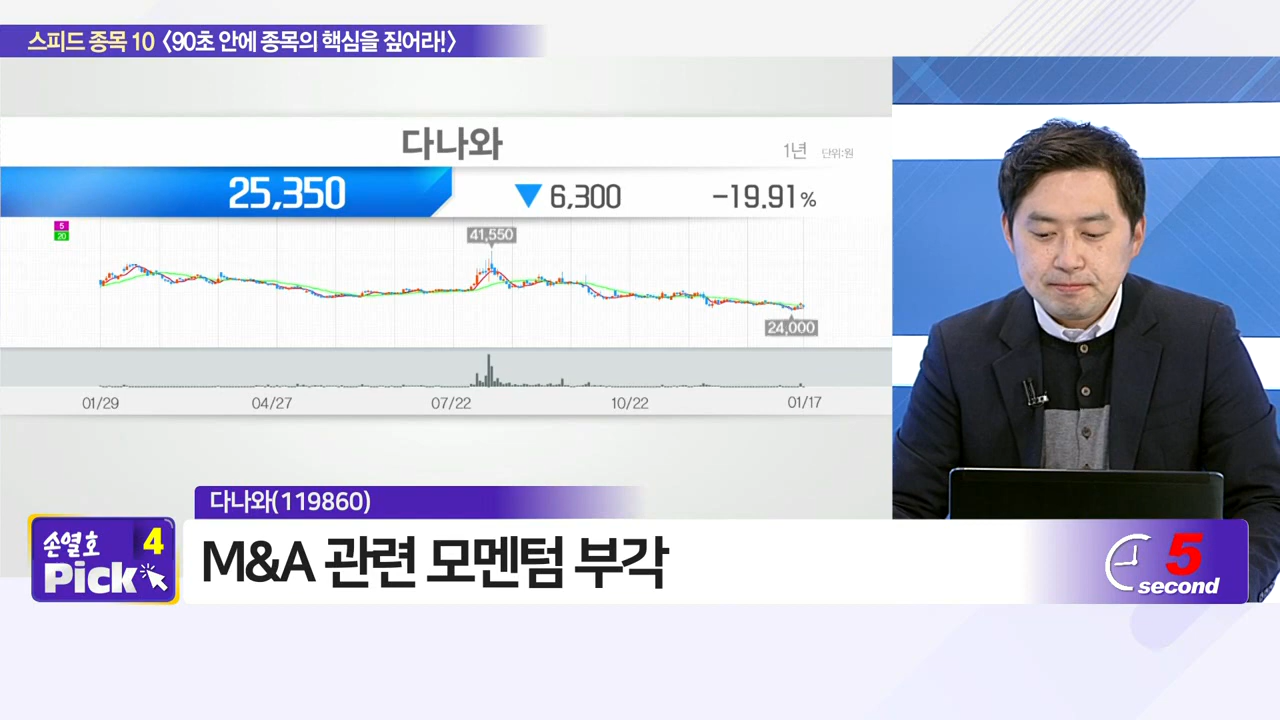 스피드 종목 10 <90초 안에 종목의 핵심을 짚어라!>
다나와
1년 단위:원
25,350 ▼ 6,300 -19.91%
5
20
41,550
24,000
01/29 04/27 07/22 10/22 01/17
다나와(119860)
손열호 4
Pick
M&A 관련 모멘텀 부각
5
second